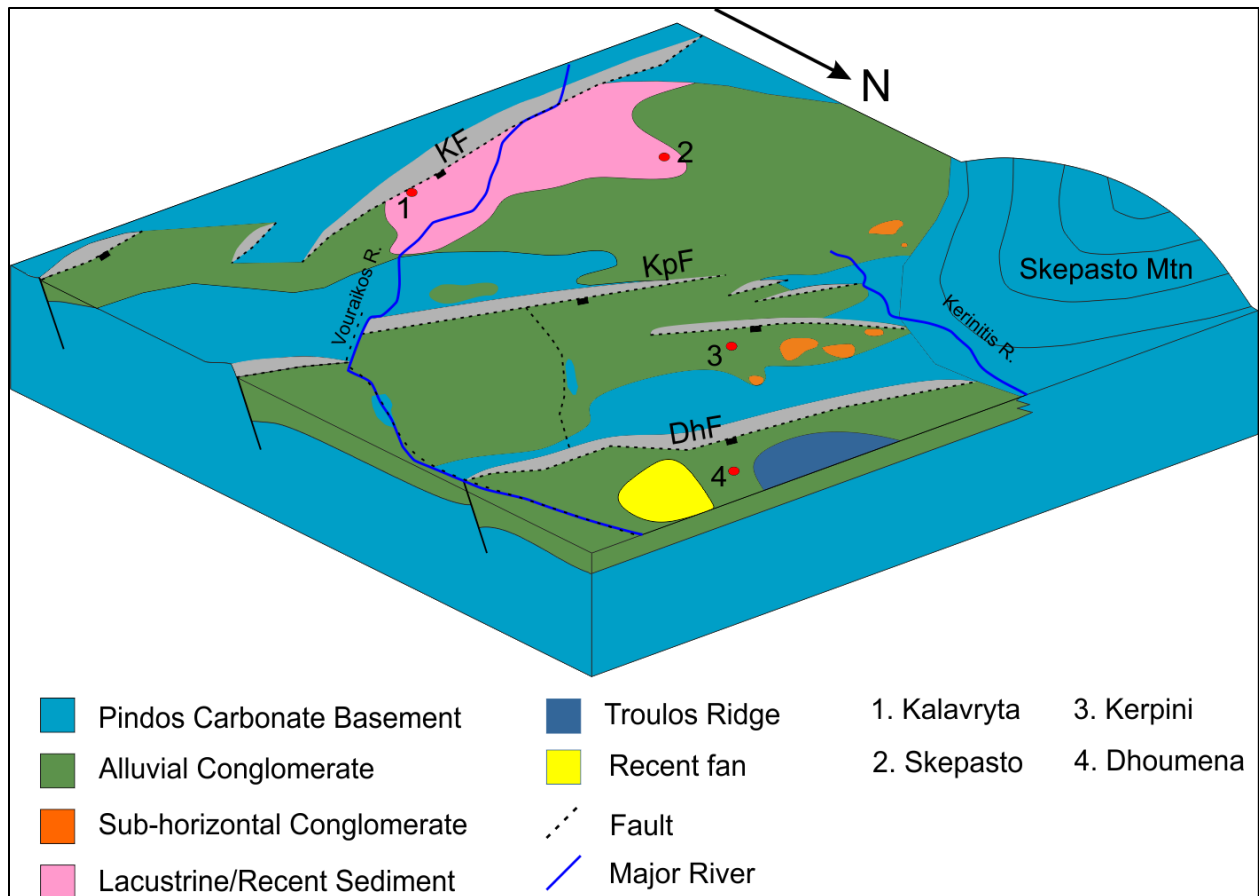 N
KF
2
1
Vouraikos R.
KpF
Skepasto Mtn
Kerinitis R.
3
DhF
4
Pindos Carbonate Basement
Alluvial Conglomerate
Sub-horizontal Conglomerate
Lacustrine/Recent Sediment
Troulos Ridge
Recent fan
Fault
Major River
1. Kalavryta
2. Skepasto
3. Kerpini
4. Dhoumena